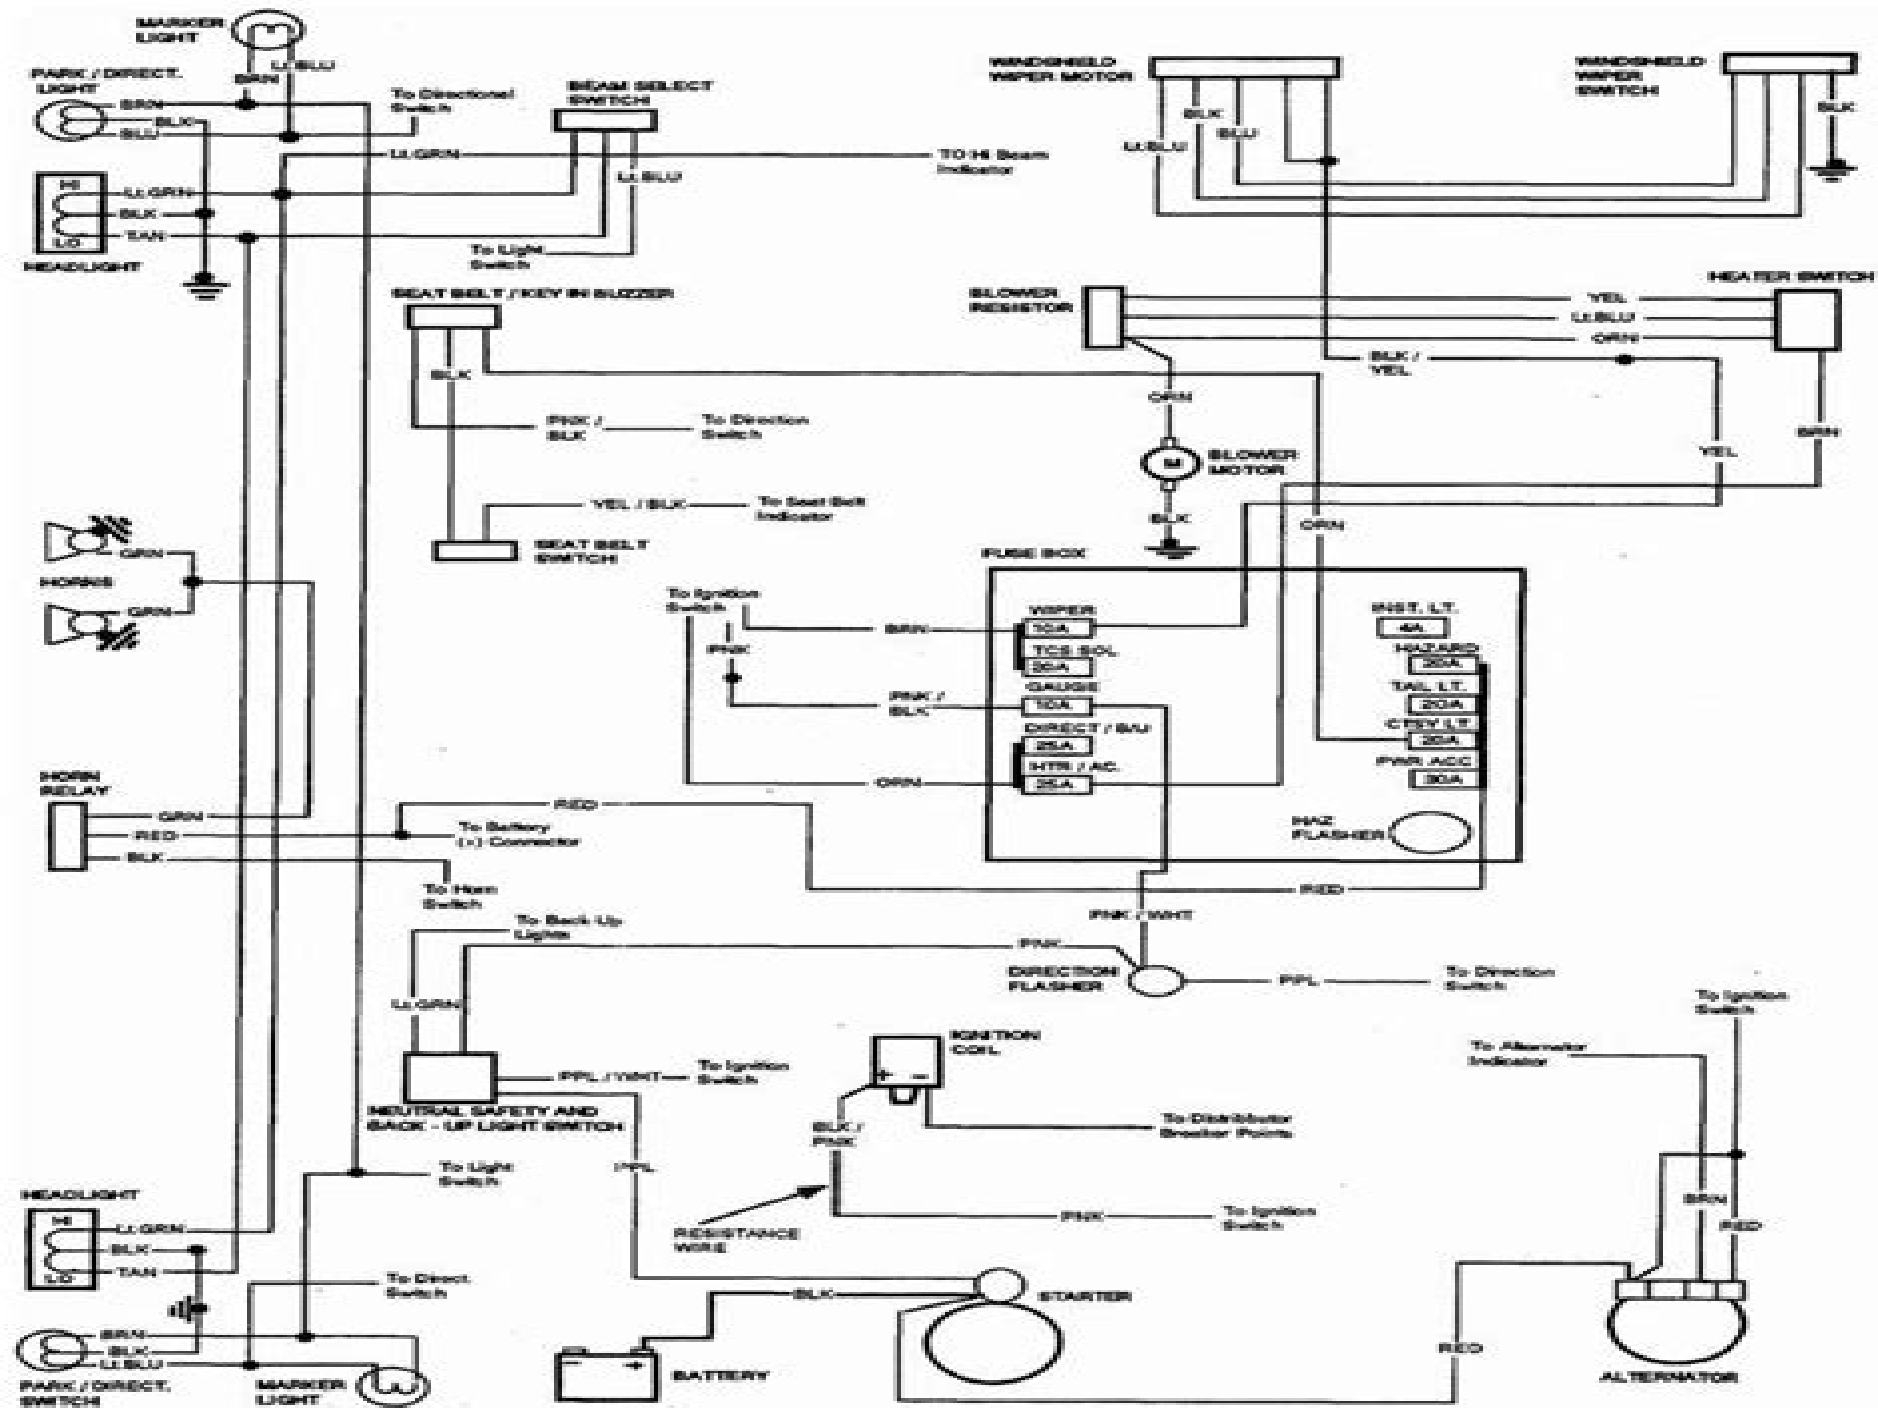 MARKER
LIGHT
Lt.BLU
BRN
PARK / DIRECT.
LIGHT
BRN
BLK
BLU
To Directional
Switch
BEAM SELECT
SWITCH
Lt.GRN
TO Hi Beam
Indicator
Lt.BLU
HI
Lt.GRN
BLK
TAN
LO
HEADLIGHT
To Light
Switch
WINDSHIELD
WIPER MOTOR
BLK
BLU
Lt.BLU
WINDSHIELD
WIPER
SWITCH
BLK
SEAT BELT / KEY IN BUZZER
BLK
PNK /
BLK
To Direction
Switch
YEL / BLK
To Seat Belt
Indicator
SEAT BELT
SWITCH
BLOWER
RESISTOR
HEATER SWITCH
YEL
Lt.BLU
ORN
BLK /
YEL
ORN
BRN
YEL
M
BLOWER
MOTOR
BLK
ORN
GRN
HORNS
GRN
FUSE BOX
To Ignition
Switch
PNK
BRN
PNK /
BLK
ORN
WIPER
10A
TCS SOL
20A
GAUGE
10A
DIRECT / B/U
25A
HTR / AC.
25A
INST. LT.
4A
HAZARD
20A
TAIL LT.
20A
CTSY LT
20A
PWR ACC
30A
HAZ
FLASHER
HORN
RELAY
GRN
RED
BLK
RED
To Battery
(+) Connector
To Horn
Switch
RED
To Back Up
Lights
PNK / WHT
PNK
DIRECTION
FLASHER
PPL
To Direction
Switch
Lt.GRN
PPL / WHT
To Ignition
Switch
NEUTRAL SAFETY AND
BACK - UP LIGHT SWITCH
PPL
IGNITION
COIL
+ -
BLK /
PNK
To Distributor
Breaker Points
RESISTANCE
WIRE
PNK
To Ignition
Switch
To Ignition
Switch
To Alternator
Indicator
BRN
RED
To Light
Switch
HEADLIGHT
HI
Lt.GRN
BLK
TAN
LO
To Direct.
Switch
BRN
BLK
Lt.BLU
PARK / DIRECT.
SWITCH
MARKER
LIGHT
BLK
- +
BATTERY
STARTER
RED
ALTERNATOR